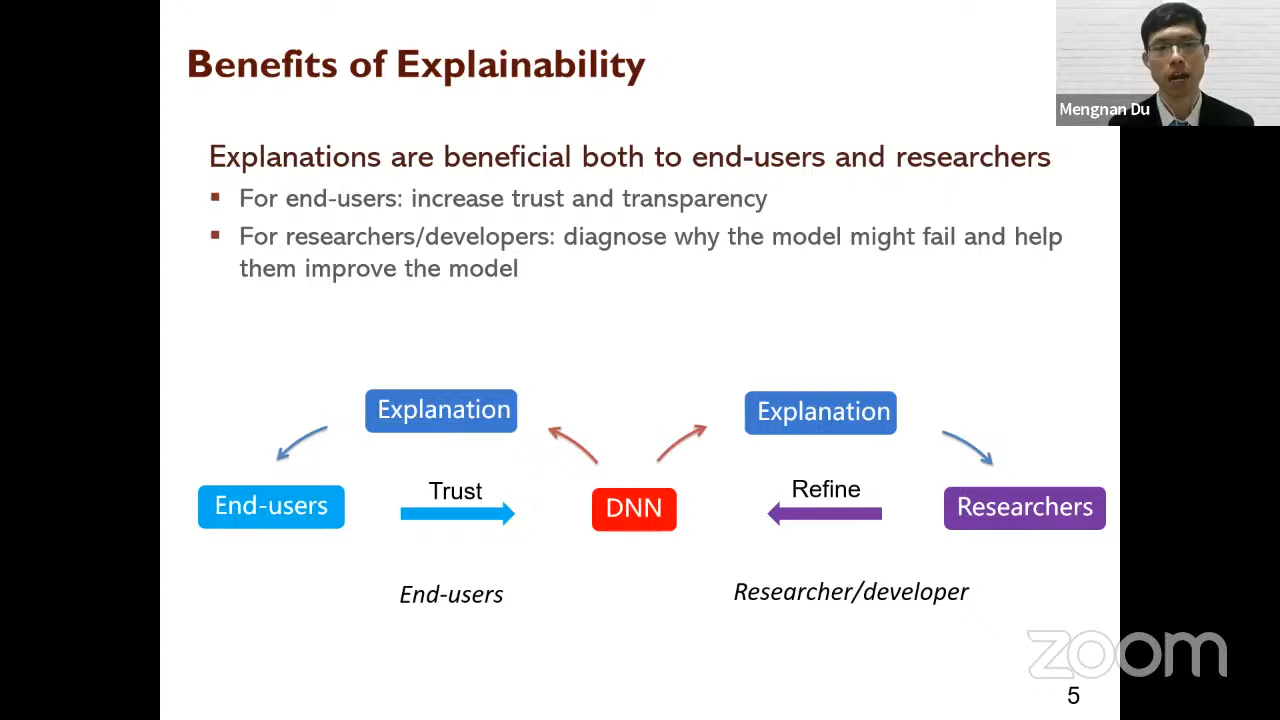 Benefits of Explainability
Mengnan Du
Explanations are beneficial both to end-users and researchers
For end-users: increase trust and transparency
For researchers/developers: diagnose why the model might fail and help
them improve the model
Explanation
Explanation
End-users
Trust
DNN
Refine
Researchers
End-users
Researcher/developer
zoom
5